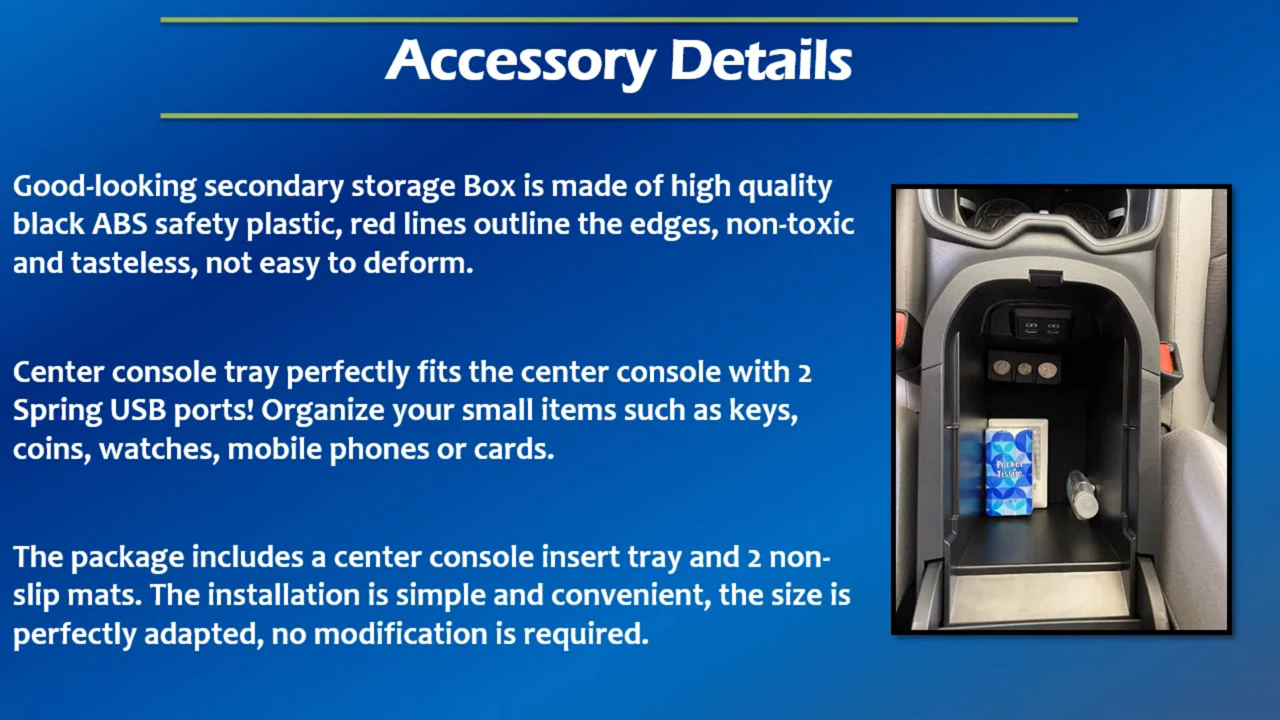 Accessory Details
Good-looking secondary storage Box is made of high quality
black ABS safety plastic, red lines outline the edges, non-toxic
and tasteless, not easy to deform.
Center console tray perfectly fits the center console with 2
Spring USB ports! Organize your small items such as keys,
coins, watches, mobile phones or cards.
The package includes a center console insert tray and 2 non-
slip mats. The installation is simple and convenient, the size is
perfectly adapted, no modification is required.
Pocket
Tissue